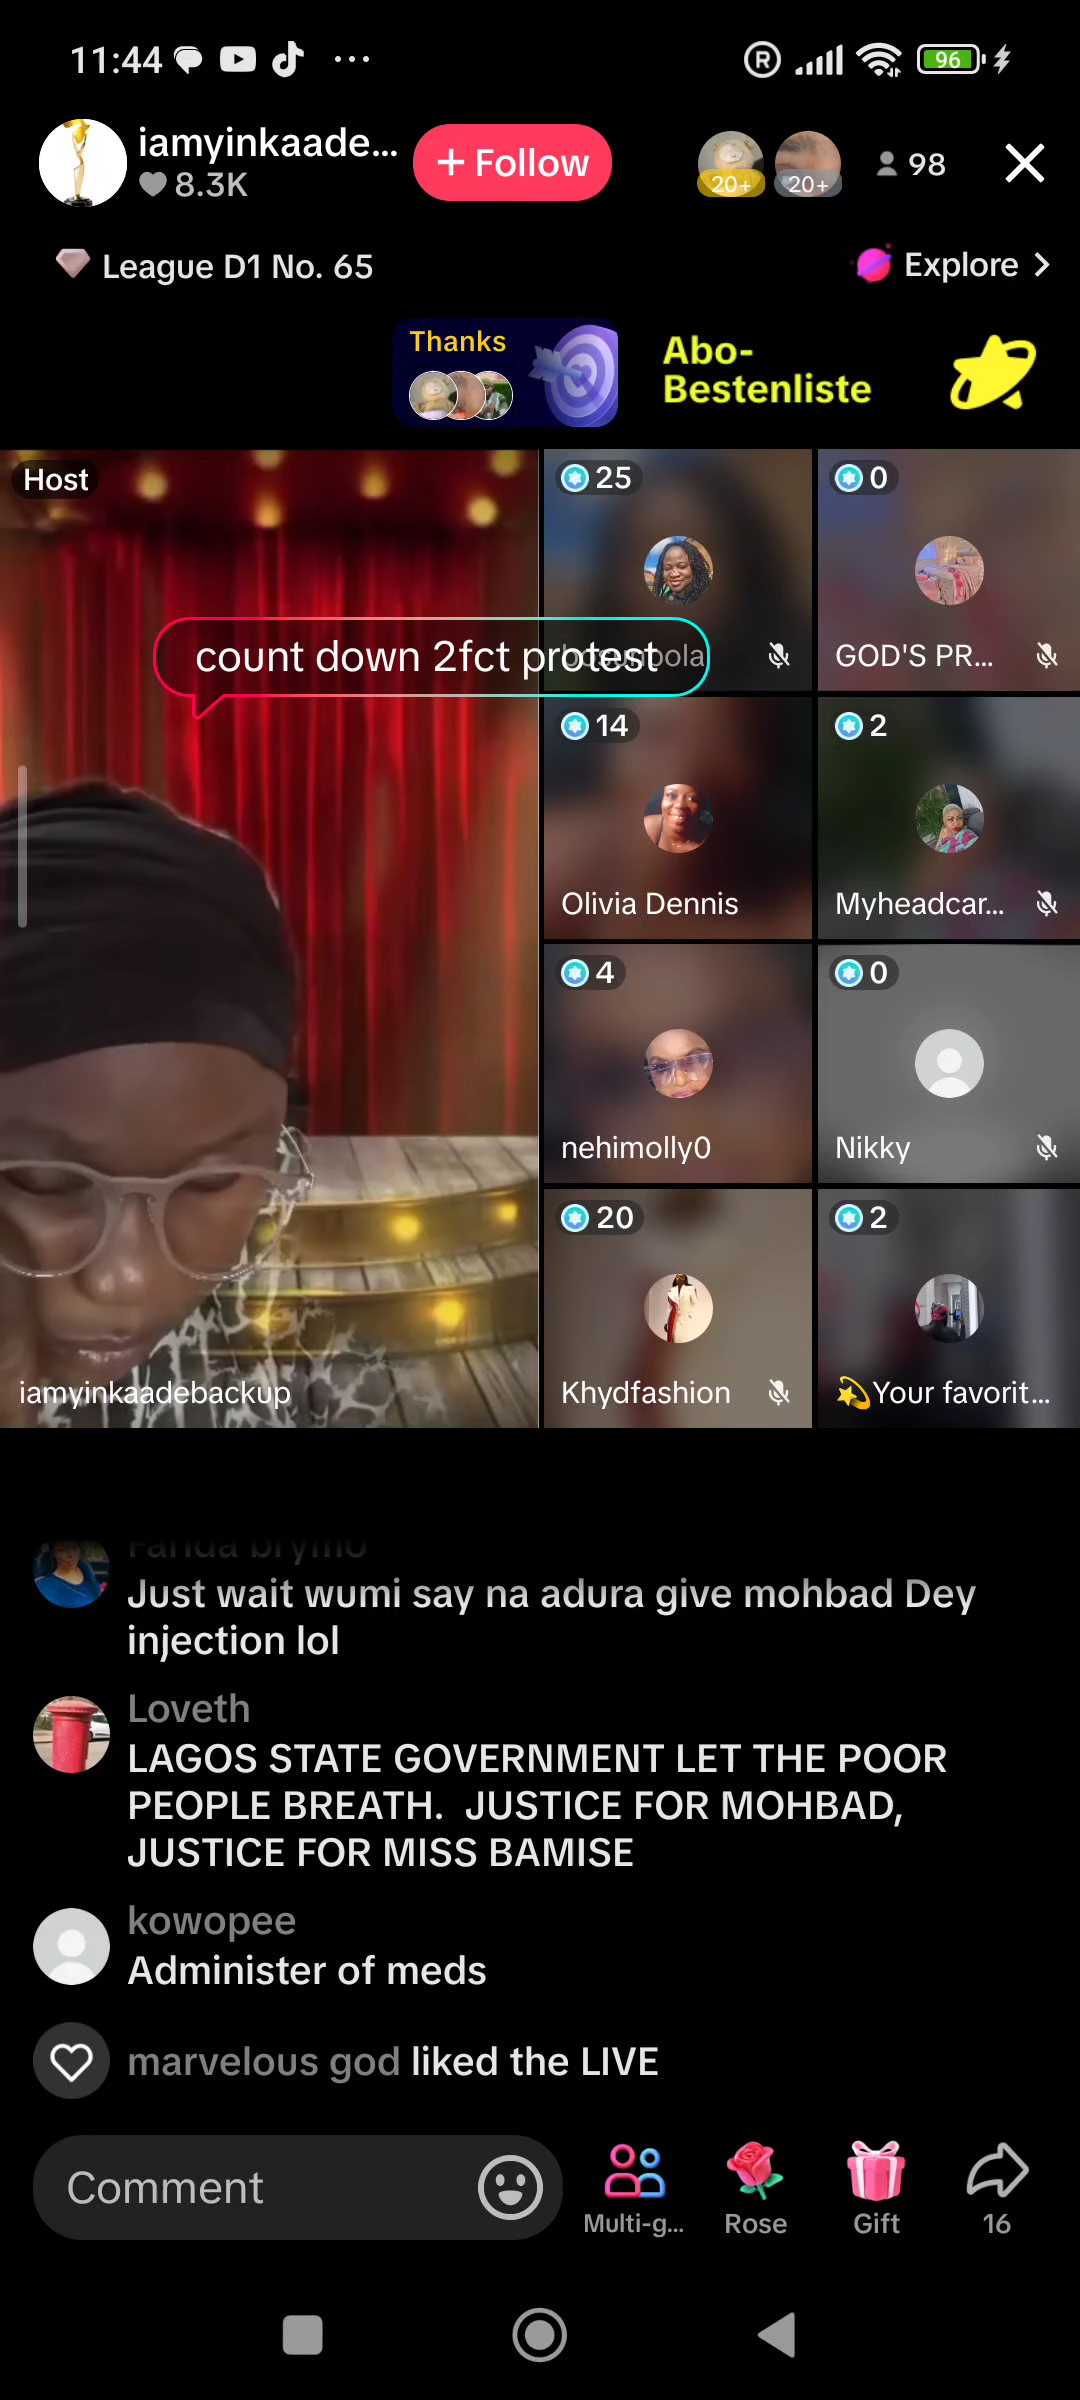 11:44
R
96
iamyinkaade...
8.3K
+ Follow
20+
20+
98
League D1 No. 65
Explore >
Thanks
Abo-
Bestenliste
Host
25
0
count down 2fct protest
GOD'S PR...
14
2
Olivia Dennis
Myheadcar...
4
0
nehimolly0
Nikky
20
2
iamyinkaadebackup
Khydfashion
💫Your favorit...
Farida brymo
Just wait wumi say na adura give mohbad Dey
injection lol
Loveth
LAGOS STATE GOVERNMENT LET THE POOR
PEOPLE BREATH.  JUSTICE FOR MOHBAD,
JUSTICE FOR MISS BAMISE
kowopee
Administer of meds
marvelous god liked the LIVE
Comment
Multi-g...
Rose
Gift
16